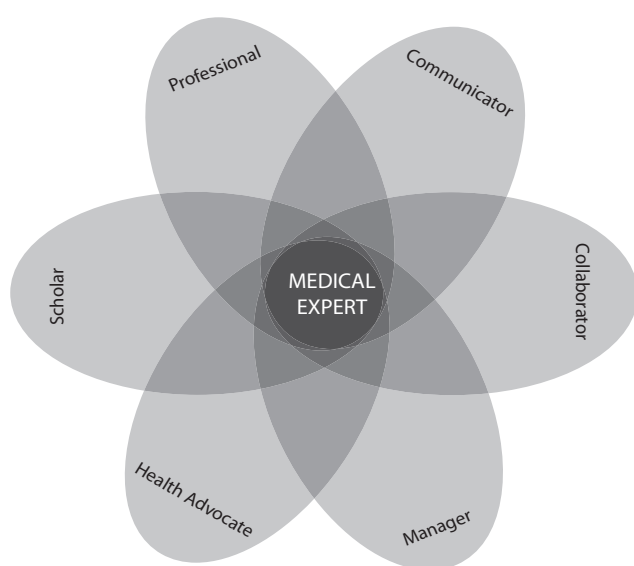 Professional
Communicator
Scholar
MEDICAL
EXPERT
Collaborator
Health Advocate
Manager